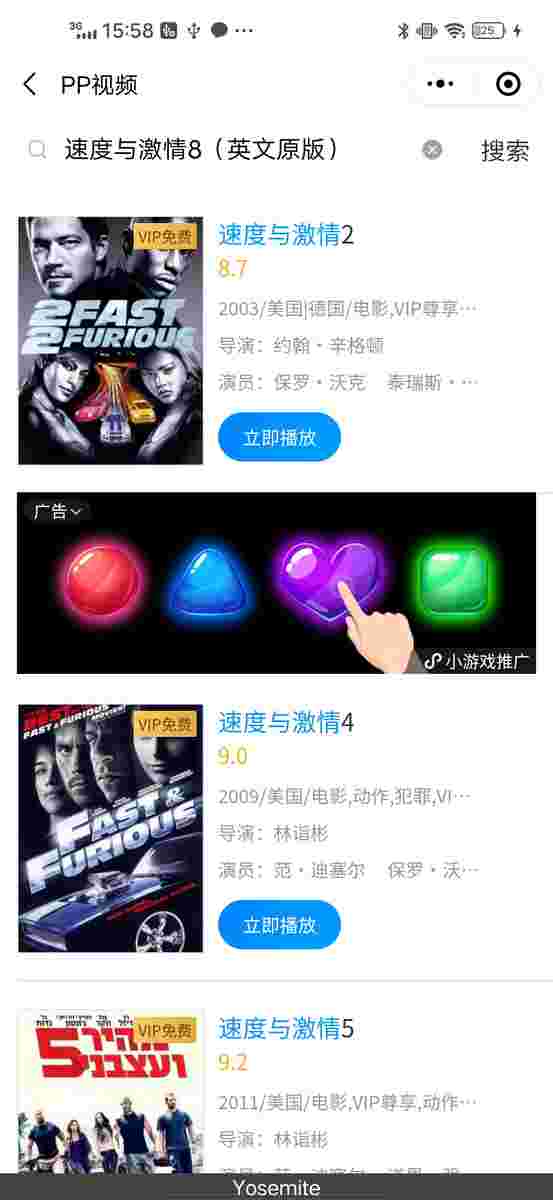 3G 15:58 25
PP视频
速度与激情8（英文原版） 搜索
VIP免费
2FAST
2FURIOUS
速度与激情2
8.7
2003/美国|德国/电影,VIP尊享…
导演：约翰·辛格顿
演员：保罗·沃克 泰瑞斯·…
立即播放
广告
小游戏推广
VIP免费
FAST &
FURIOUS
速度与激情4
9.0
2009/美国/电影,动作,犯罪,VI…
导演：林诣彬
演员：范·迪塞尔 保罗·沃…
立即播放
VIP免费
מהיר
ועצבני5
速度与激情5
9.2
2011/美国/电影,VIP尊享,动作…
导演：林诣彬
Yosemite